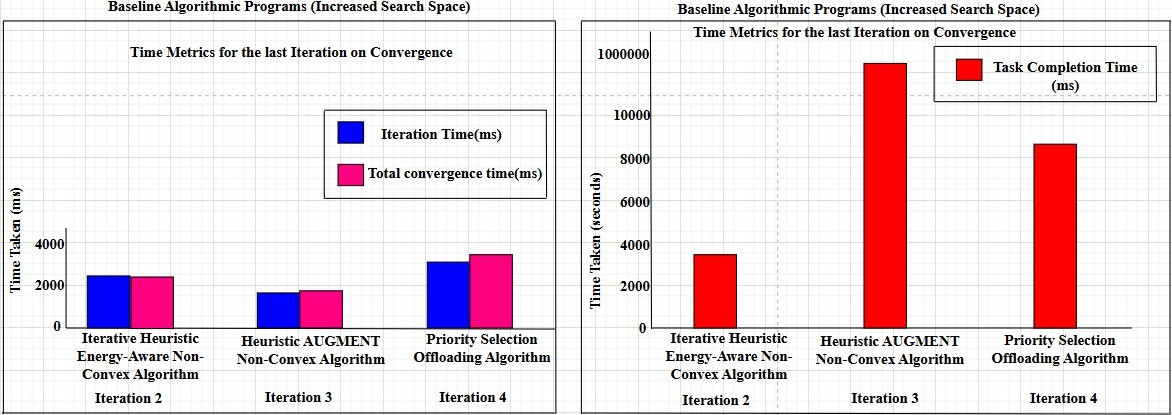 Baseline Algorithmic Programs (Increased Search Space)
Time Metrics for the last Iteration on Convergence
Iteration Time(ms)
Total convergence time(ms)
Time Taken (ms)
4000
2000
0
Iterative Heuristic
Energy-Aware Non-
Convex Algorithm
Iteration 2
Heuristic AUGMENT
Non-Convex Algorithm
Iteration 3
Priority Selection
Offloading Algorithm
Iteration 4
Baseline Algorithmic Programs (Increased Search Space)
Time Metrics for the last Iteration on Convergence
Task Completion Time
(ms)
Time Taken (seconds)
1000000
10000
8000
6000
4000
2000
0
Iterative Heuristic
Energy-Aware Non-
Convex Algorithm
Iteration 2
Heuristic AUGMENT
Non-Convex Algorithm
Iteration 3
Priority Selection
Offloading Algorithm
Iteration 4